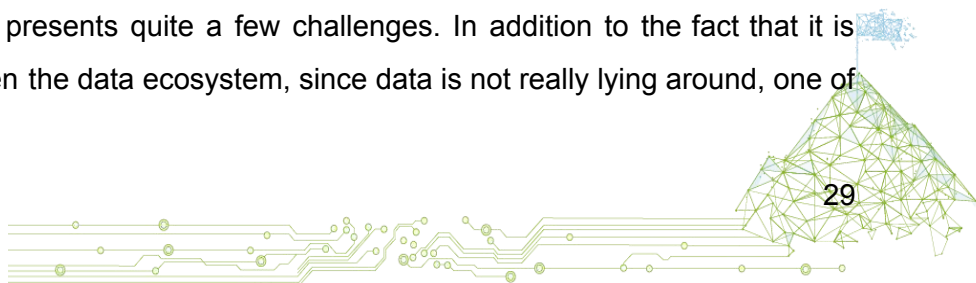 presents quite a few challenges. In addition to the fact that it is
the data ecosystem, since data is not really lying around, one of
29